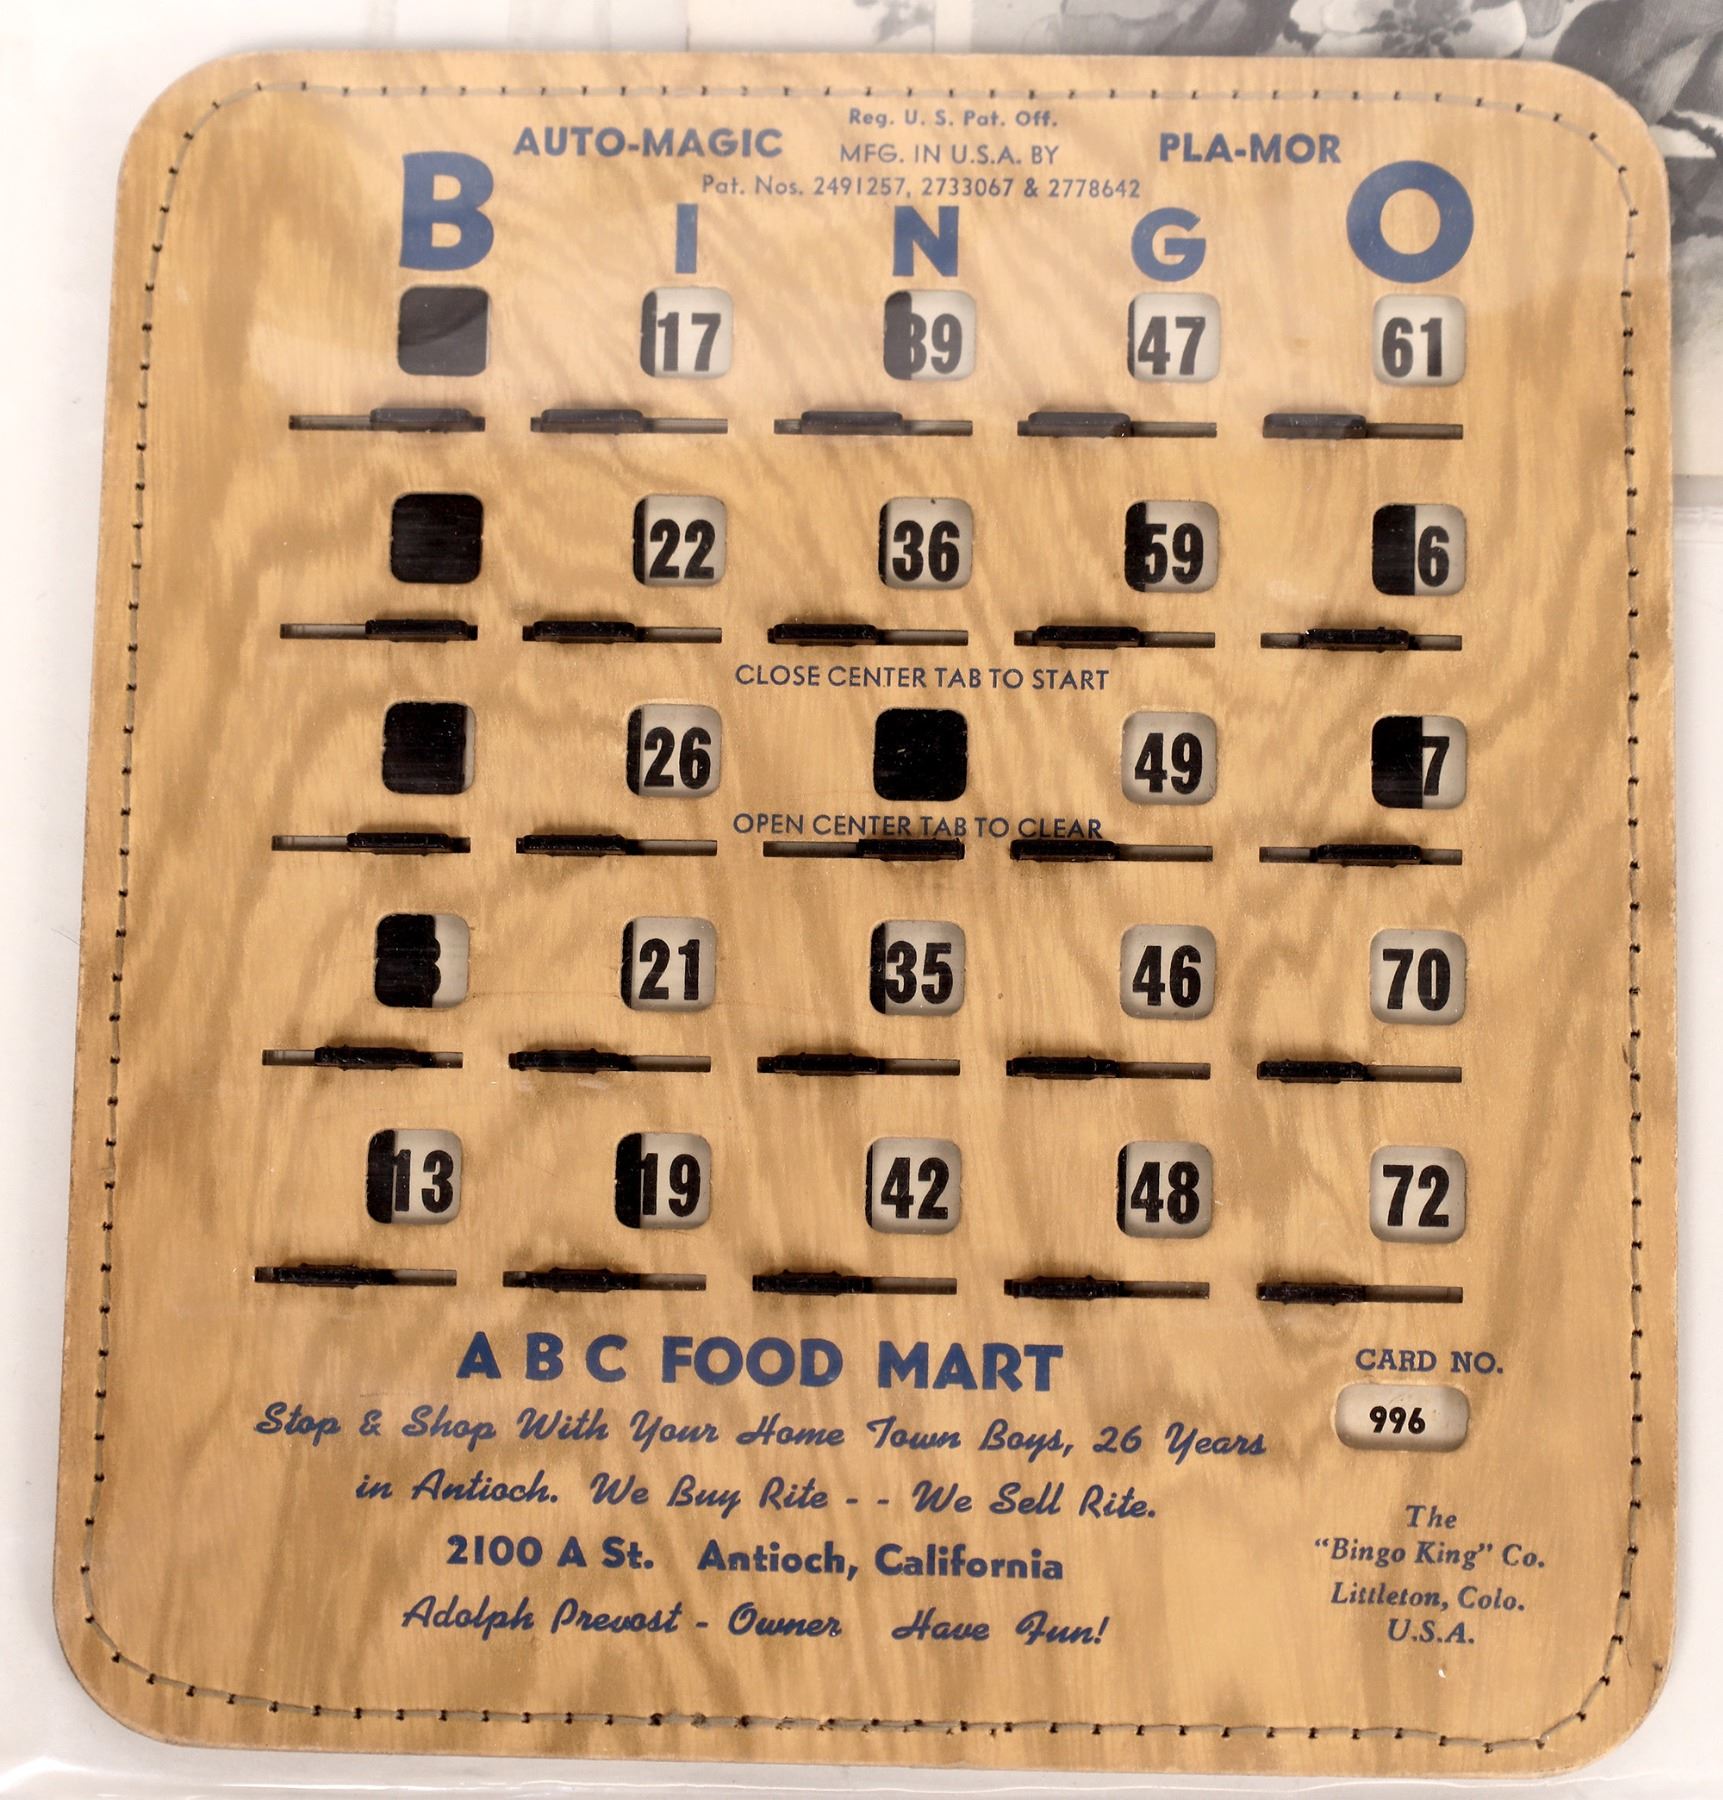 Reg. U. S. Pat. Off.
AUTO-MAGIC MFG. IN U.S.A. BY PLA-MOR
Pat. Nos. 2491257, 2733067 & 2778642
B I N G O
17 39 47 61
22 36 59 6
CLOSE CENTER TAB TO START
26 49 7
OPEN CENTER TAB TO CLEAR
3 21 35 46 70
13 19 42 48 72
A B C FOOD MART
Stop & Shop With Your Home Town Boys, 26 Years
in Antioch. We Buy Rite - - We Sell Rite.
2100 A St. Antioch, California
Adolph Prevost - Owner Have Fun!
CARD NO.
996
The
"Bingo King" Co.
Littleton, Colo.
U.S.A.